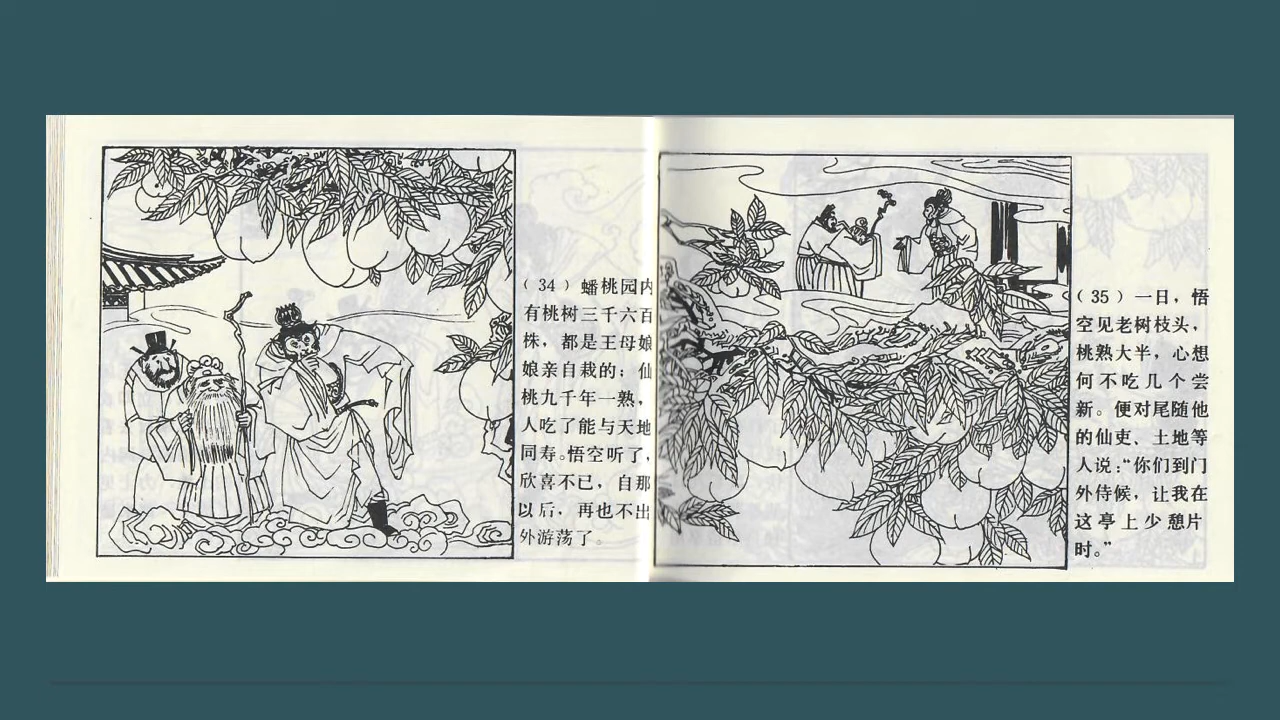 （34）蟠桃园内
有桃树三千六百
株，都是王母娘
娘亲自栽的；仙
桃九千年一熟，
人吃了能与天地
同寿。悟空听了，
欣喜不已，自那
以后，再也不出
外游荡了。
（35）一日，悟
空见老树枝头，
桃熟大半，心想
何不吃几个尝
新。便对尾随他
的仙吏、土地等
人说：“你们到门
外侍候，让我在
这亭上少憩片
时。”